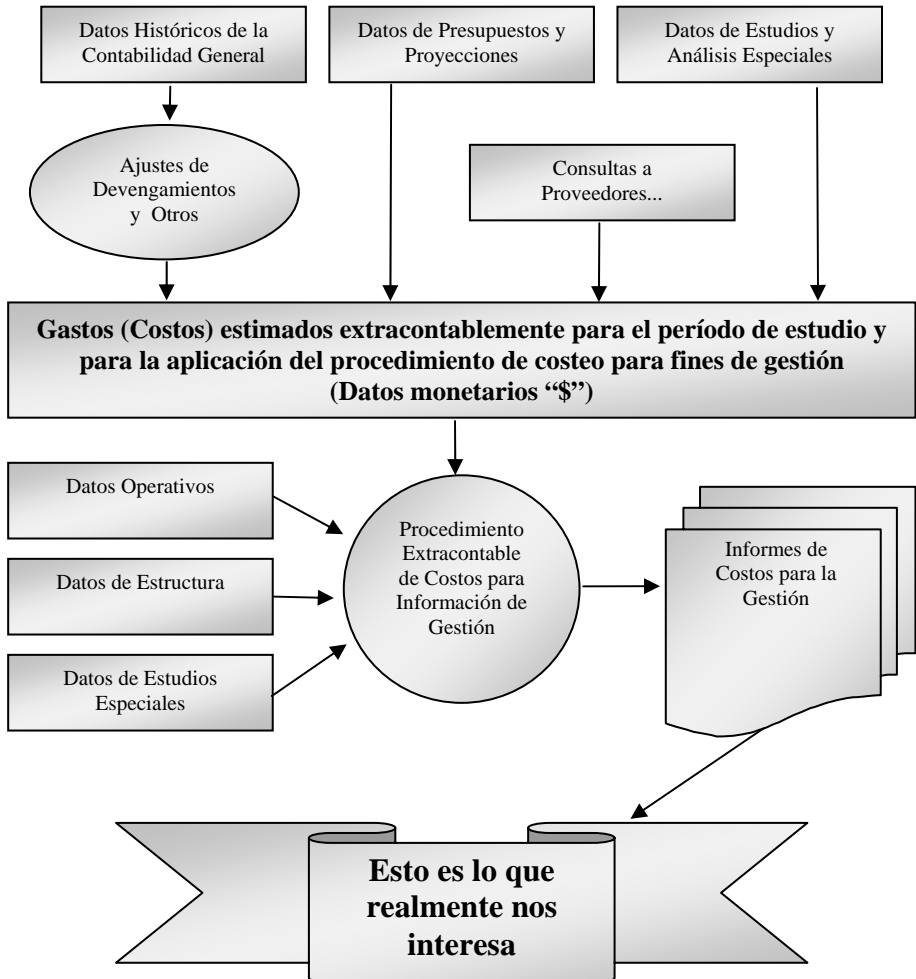 Datos Históricos de la
Contabilidad General
Datos de Presupuestos y
Proyecciones
Datos de Estudios y
Análisis Especiales
Ajustes de
Devengamientos
y Otros
Consultas a
Proveedores...
Gastos (Costos) estimados extracontablemente para el período de estudio y
para la aplicación del procedimiento de costeo para fines de gestión
(Datos monetarios “$”)
Datos Operativos
Datos de Estructura
Datos de Estudios
Especiales
Procedimiento
Extracontable
de Costos para
Información de
Gestión
Informes de
Costos para la
Gestión
Esto es lo que
realmente nos
interesa